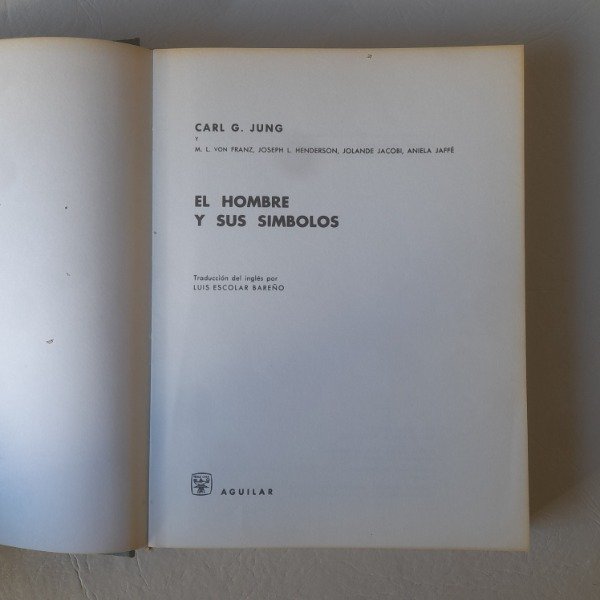 CARL G. JUNG
Y
M. L. VON FRANZ, JOSEPH L. HENDERSON, JOLANDE JACOBI, ANIELA JAFFÉ
EL HOMBRE
Y SUS SIMBOLOS
Traducción del inglés por
LUIS ESCOLAR BAREÑO
AGUILAR